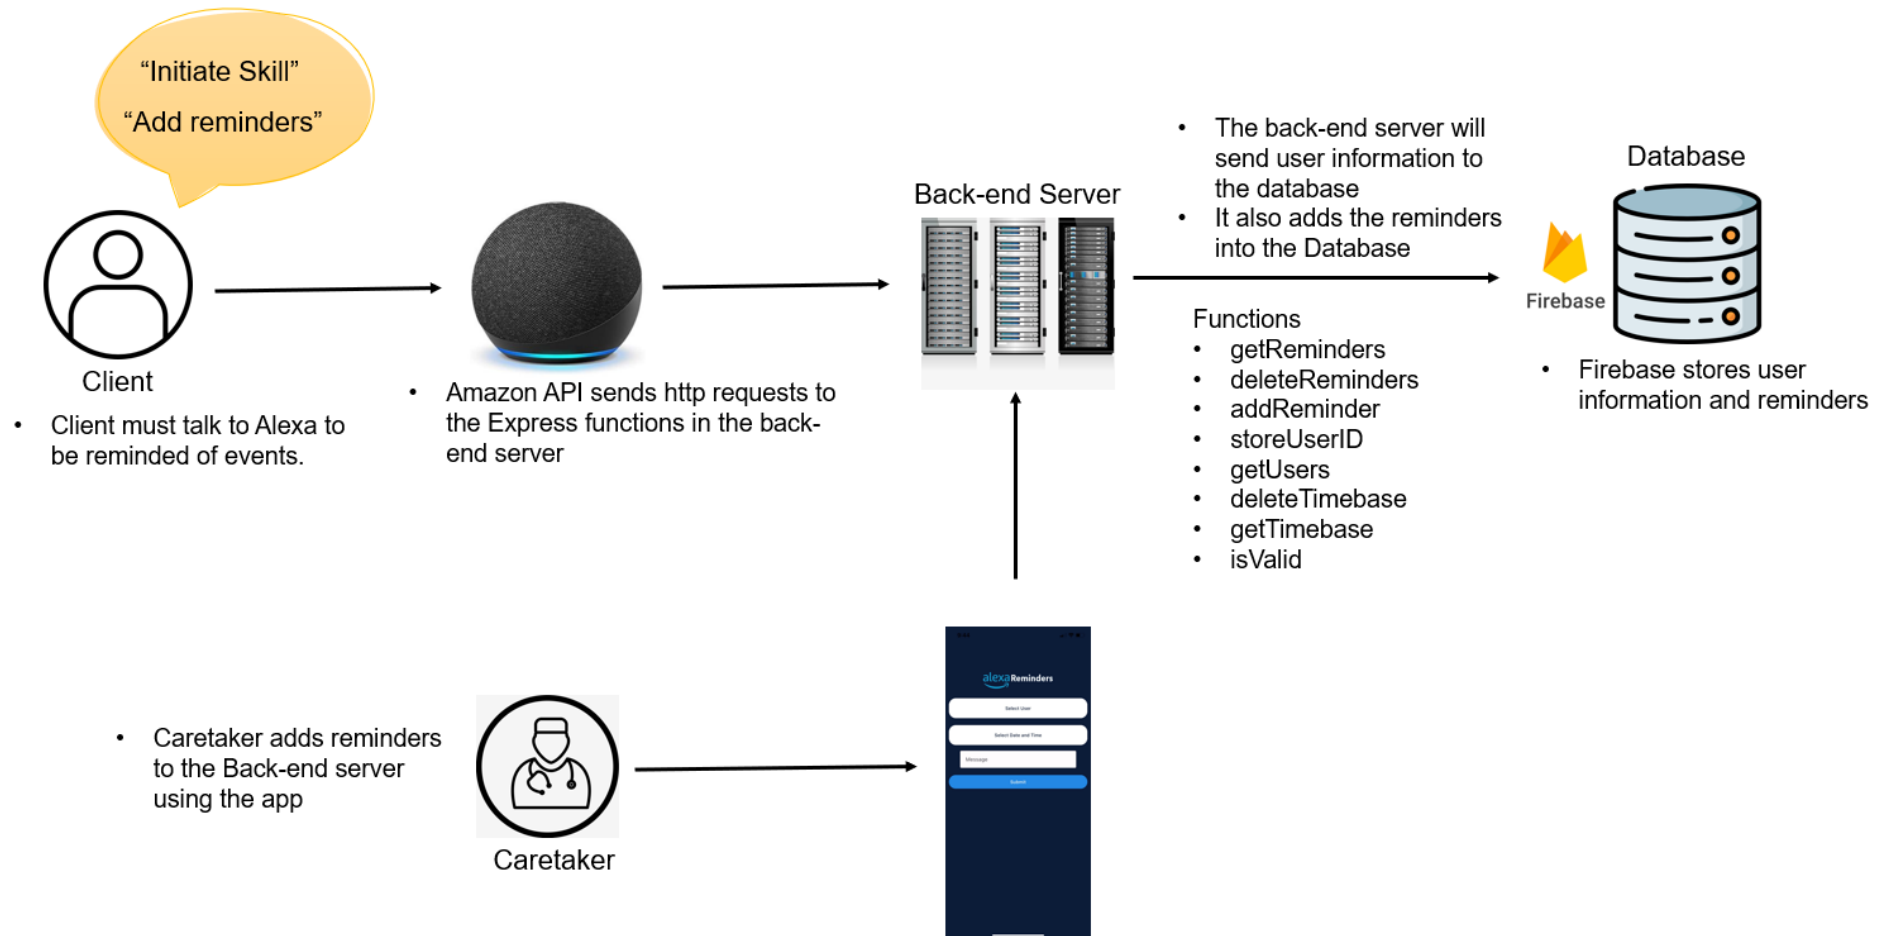 “Initiate Skill”
“Add reminders”
Client
• Client must talk to Alexa to
be reminded of events.
• Amazon API sends http requests to
the Express functions in the back-
end server
Back-end Server
• The back-end server will
send user information to
the database
• It also adds the reminders
into the Database
Functions
• getReminders
• deleteReminders
• addReminder
• storeUserID
• getUsers
• deleteTimebase
• getTimebase
• isValid
Database
Firebase
• Firebase stores user
information and reminders
• Caretaker adds reminders
to the Back-end server
using the app
Caretaker
alexa Reminders
Select User
Select Date and Time
Message
Submit